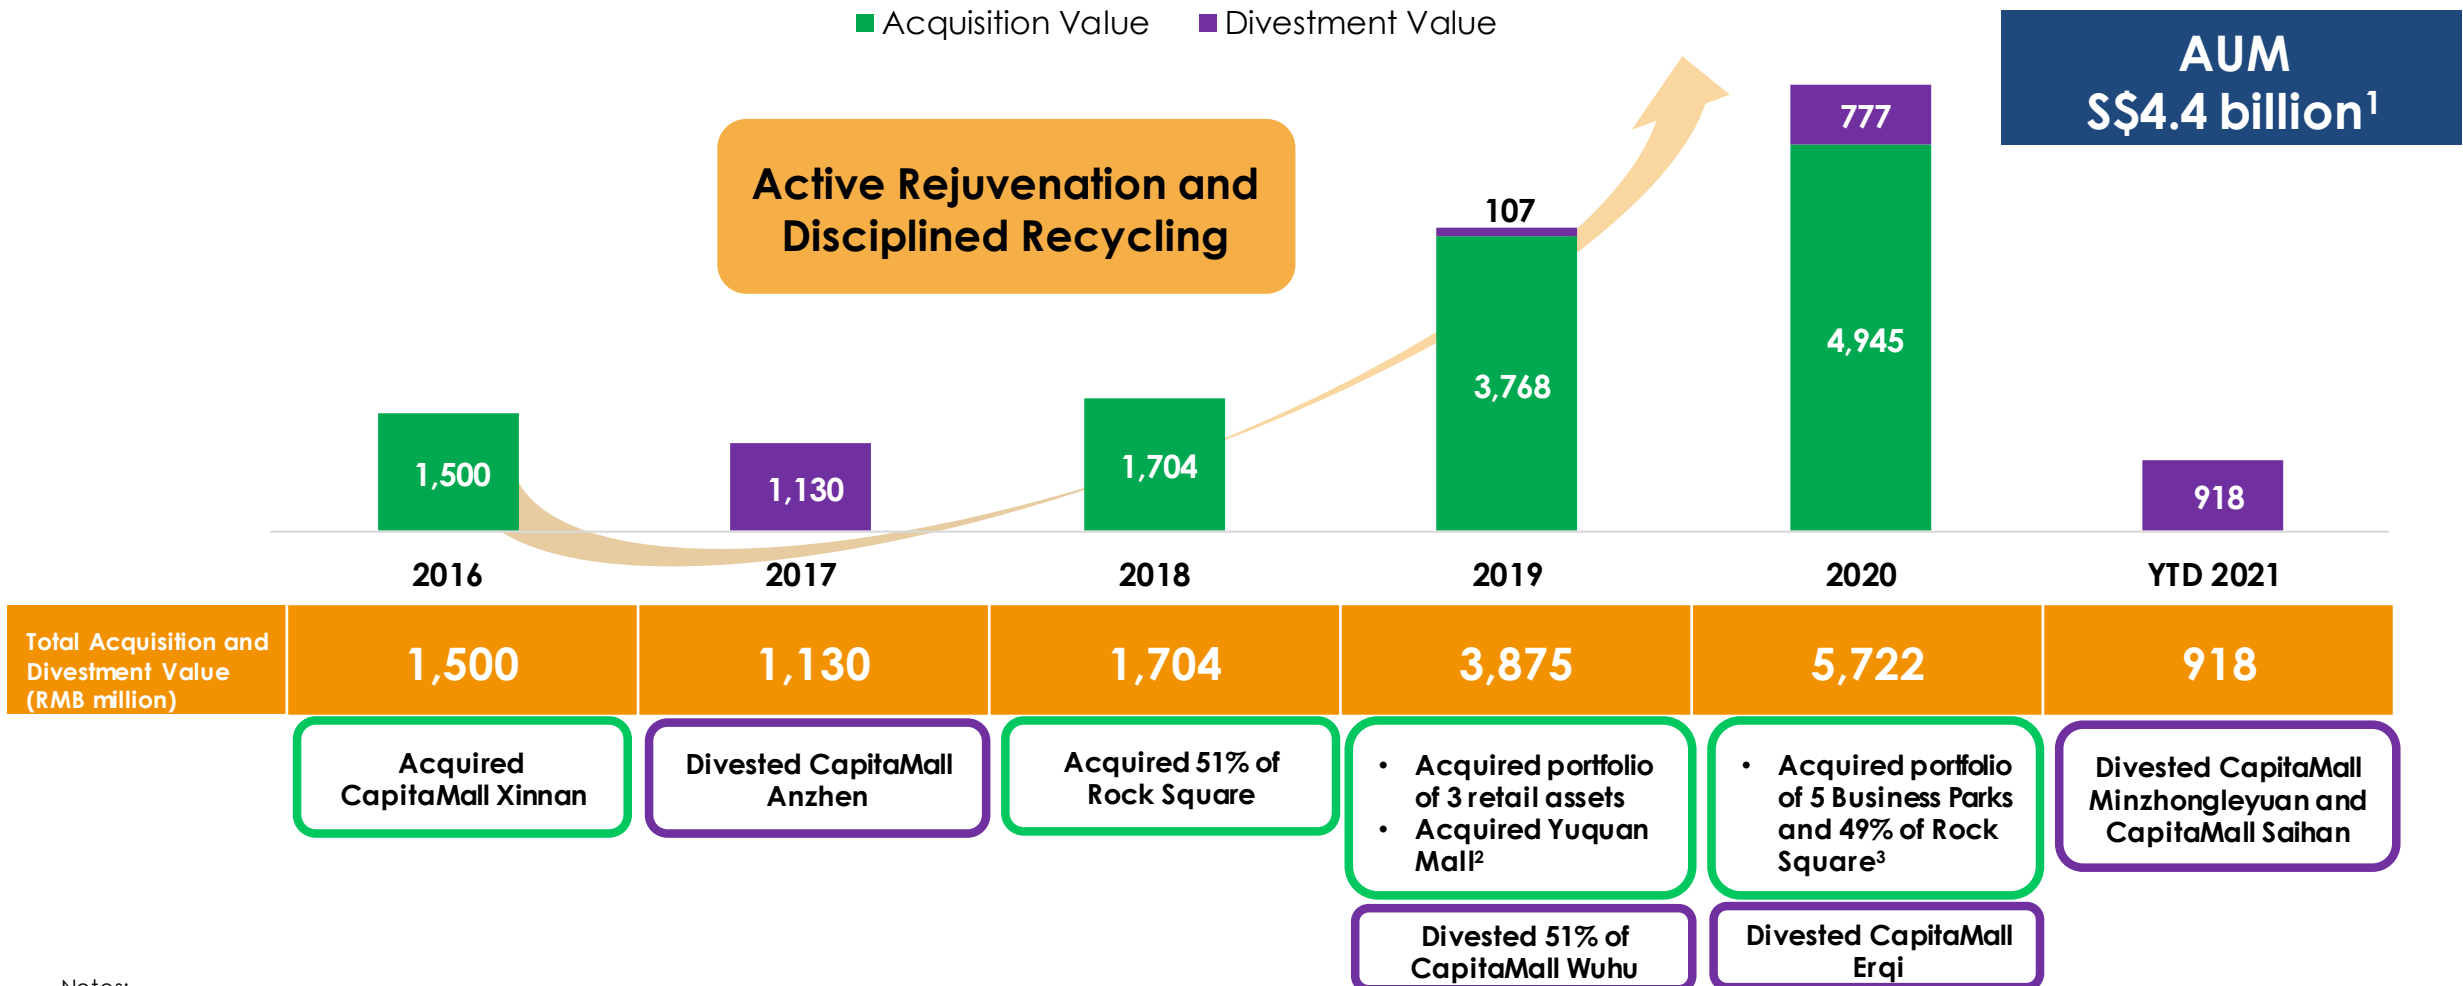 Acquisition Value
Divestment Value
AUM
S$4.4 billion¹
Active Rejuvenation and
Disciplined Recycling
777
107
4,945
3,768
1,500
1,130
1,704
918
2016
2017
2018
2019
2020
YTD 2021
Total Acquisition and
Divestment Value
(RMB million)
1,500
1,130
1,704
3,875
5,722
918
Acquired
CapitaMall Xinnan
Divested CapitaMall
Anzhen
Acquired 51% of
Rock Square
• Acquired portfolio
of 3 retail assets
• Acquired Yuquan
Mall²
• Acquired portfolio
of 5 Business Parks
and 49% of Rock
Square³
Divested CapitaMall
Minzhongleyuan and
CapitaMall Saihan
Divested 51% of
CapitaMall Wuhu
Divested CapitaMall
Erqi
Notes: